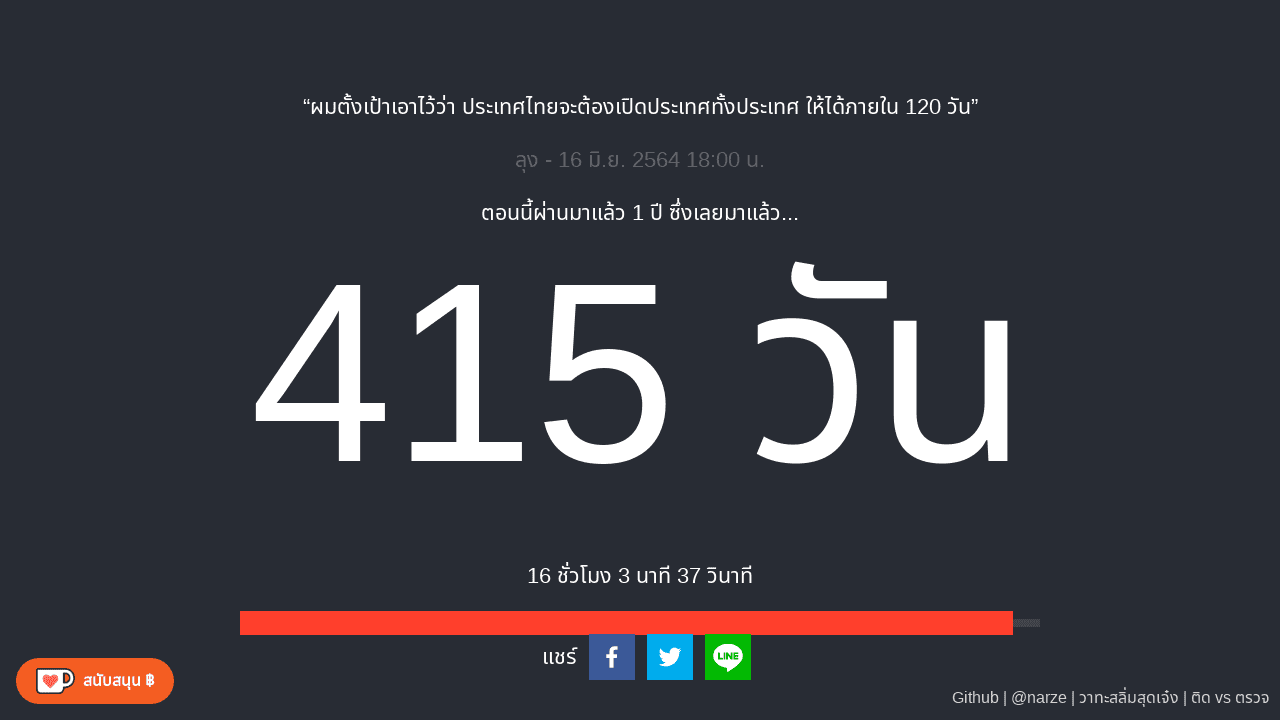 “ผมตั้งเป้าเอาไว้ว่า ประเทศไทยจะต้องเปิดประเทศทั้งประเทศ ให้ได้ภายใน 120 วัน”
ลุง - 16 มิ.ย. 2564 18:00 น.
ตอนนี้ผ่านมาแล้ว 1 ปี ซึ่งเลยมาแล้ว...
415 วัน
16 ชั่วโมง 3 นาที 37 วินาที
แชร์
LINE
สนับสนุน ฿
Github | @narze | วาทะสลิ่มสุดเจ๋ง | ติด vs ตรวจ